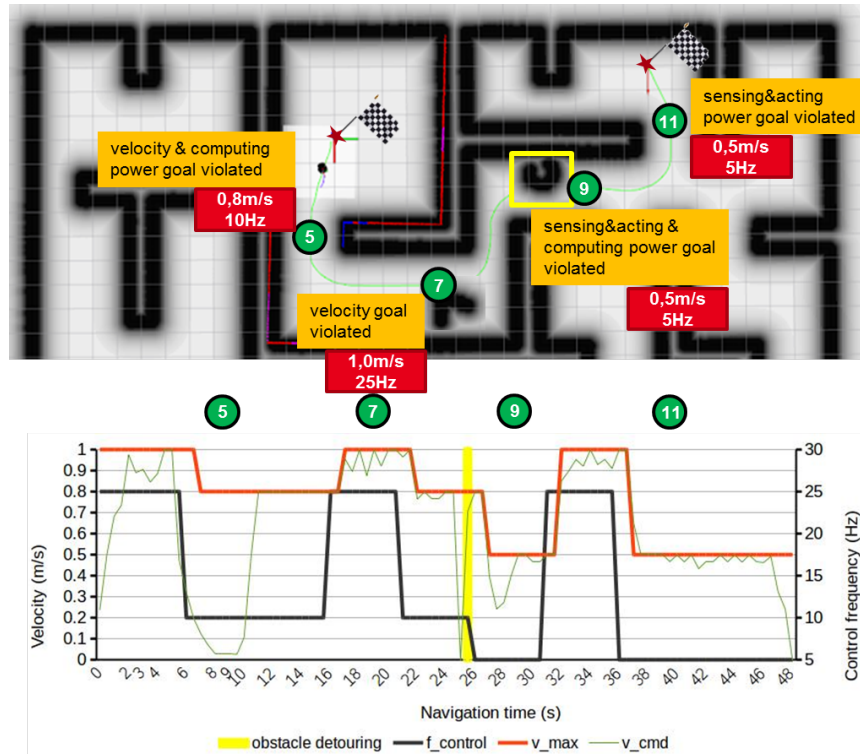 sensing&acting
power goal violated
11
0,5m/s
5Hz
velocity & computing
power goal violated
0,8m/s
10Hz
5
9
sensing&acting &
computing power goal
violated
0,5m/s
5Hz
7
velocity goal
violated
1,0m/s
25Hz
5 7 9 11
Velocity (m/s)
1
0.9
0.8
0.7
0.6
0.5
0.4
0.3
0.2
0.1
0
30
25
20
15
10
5
Control frequency (Hz)
0 2 3 4 6 8 9 10 12 14 16 18 20 22 24 26 28 30 32 34 36 38 40 42 44 46 48
Navigation time (s)
obstacle detouring f_control v_max v_cmd